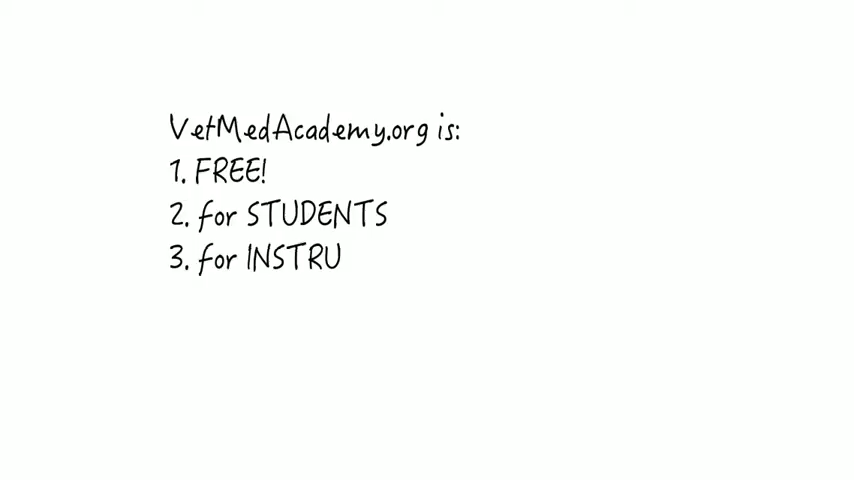 VetMedAcademy.org is:
1. FREE!
2. for STUDENTS
3. for INSTRU